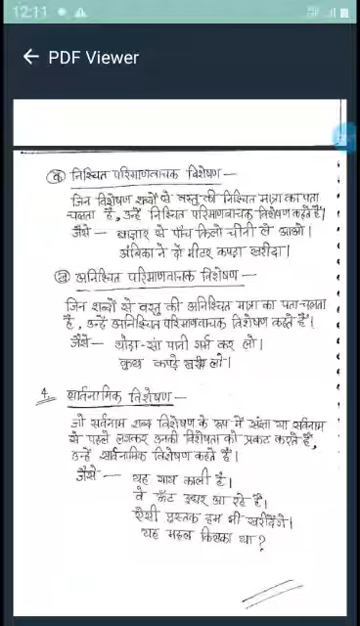 12:11
PDF Viewer
क) निश्चित परिमाणवाचक विशेषण —
जिन विशेषण शब्दों से वस्तु की निश्चित मात्रा का पता
चलता है, उन्हें निश्चित परिमाणवाचक विशेषण कहते हैं।
जैसे — बाज़ार से पाँच किलो चीनी ले आओ।
अंबिका ने दो मीटर कपड़ा खरीदा।
अनिश्चित परिमाणवाचक विशेषण —
जिन शब्दों से वस्तु की अनिश्चित मात्रा का पता चलता
है, उन्हें अनिश्चित परिमाणवाचक विशेषण कहते हैं।
जैसे — थोड़ा-सा पानी गर्म कर लो।
कुछ कपड़े खरीद लो।
4. सार्वनामिक विशेषण —
जो सर्वनाम शब्द विशेषण के रूप में संज्ञा या सर्वनाम
से पहले लगकर उनकी विशेषता को प्रकट करते हैं,
उन्हें सार्वनामिक विशेषण कहते हैं।
जैसे — यह गाय काली है।
वे ऊँट इधर आ रहे हैं।
ऐसी पुस्तक हम भी खरीदेंगे।
यह महल किसका था?